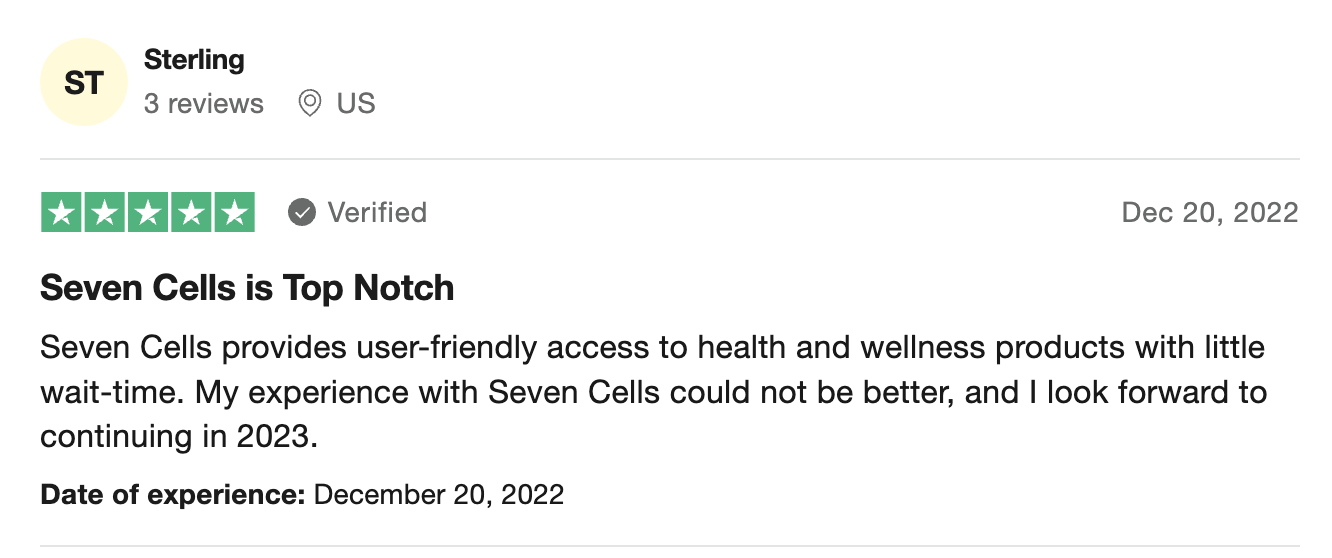 ST
Sterling
3 reviews US
Verified
Dec 20, 2022
Seven Cells is Top Notch
Seven Cells provides user-friendly access to health and wellness products with little
wait-time. My experience with Seven Cells could not be better, and I look forward to
continuing in 2023.
Date of experience: December 20, 2022